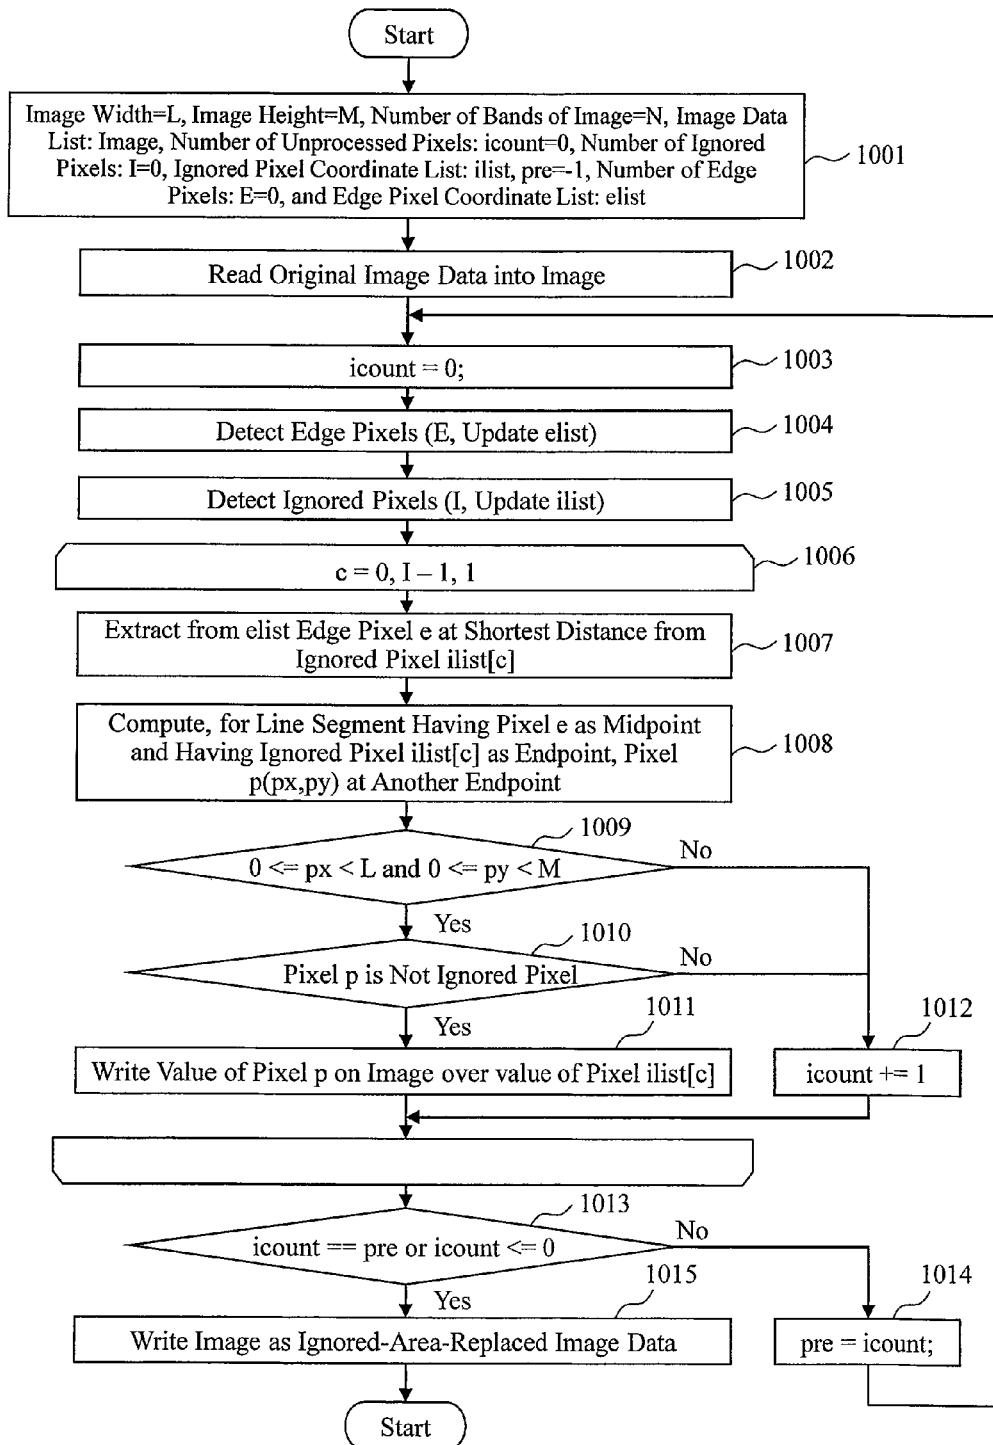 Start
Image Width=L, Image Height=M, Number of Bands of Image=N, Image Data
List: Image, Number of Unprocessed Pixels: icount=0, Number of Ignored
Pixels: I=0, Ignored Pixel Coordinate List: ilist, pre=-1, Number of Edge
Pixels: E=0, and Edge Pixel Coordinate List: elist
1001
Read Original Image Data into Image
1002
icount = 0;
1003
Detect Edge Pixels (E, Update elist)
1004
Detect Ignored Pixels (I, Update ilist)
1005
c = 0, I – 1, 1
1006
Extract from elist Edge Pixel e at Shortest Distance from
Ignored Pixel ilist[c]
1007
Compute, for Line Segment Having Pixel e as Midpoint
and Having Ignored Pixel ilist[c] as Endpoint, Pixel
p(px,py) at Another Endpoint
1008
1009
0 <= px < L and 0 <= py < M
No
Yes
1010
Pixel p is Not Ignored Pixel
No
Yes
1011
Write Value of Pixel p on Image over value of Pixel ilist[c]
1012
icount += 1
1013
icount == pre or icount <= 0
No
Yes
1015
Write Image as Ignored-Area-Replaced Image Data
1014
pre = icount;
Start